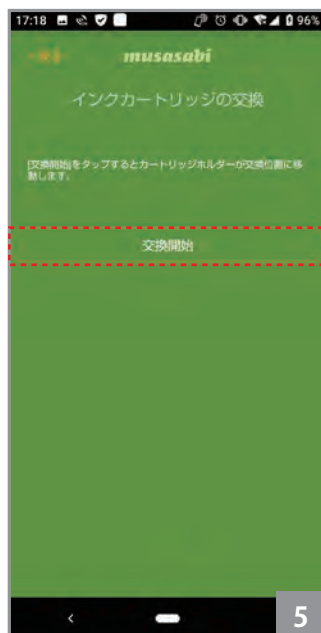 17:18
96%
musasabi
インクカートリッジの交換
[交換開始]をタップするとカートリッジホルダーが交換位置に移
動します。
交換開始
5